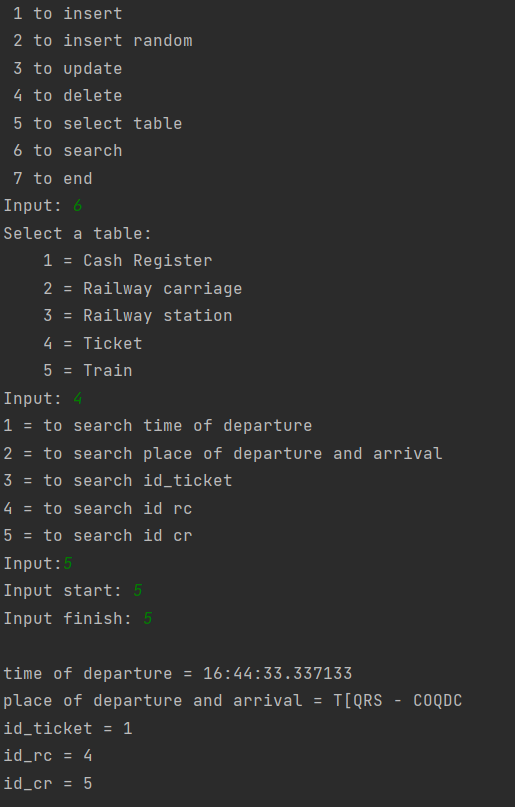 1 to insert
2 to insert random
3 to update
4 to delete
5 to select table
6 to search
7 to end
Input: 6
Select a table:
1 = Cash Register
2 = Railway carriage
3 = Railway station
4 = Ticket
5 = Train
Input: 4
1 = to search time of departure
2 = to search place of departure and arrival
3 = to search id_ticket
4 = to search id rc
5 = to search id cr
Input:5
Input start: 5
Input finish: 5
time of departure = 16:44:33.337133
place of departure and arrival = T[QRS - COQDC
id_ticket = 1
id_rc = 4
id_cr = 5